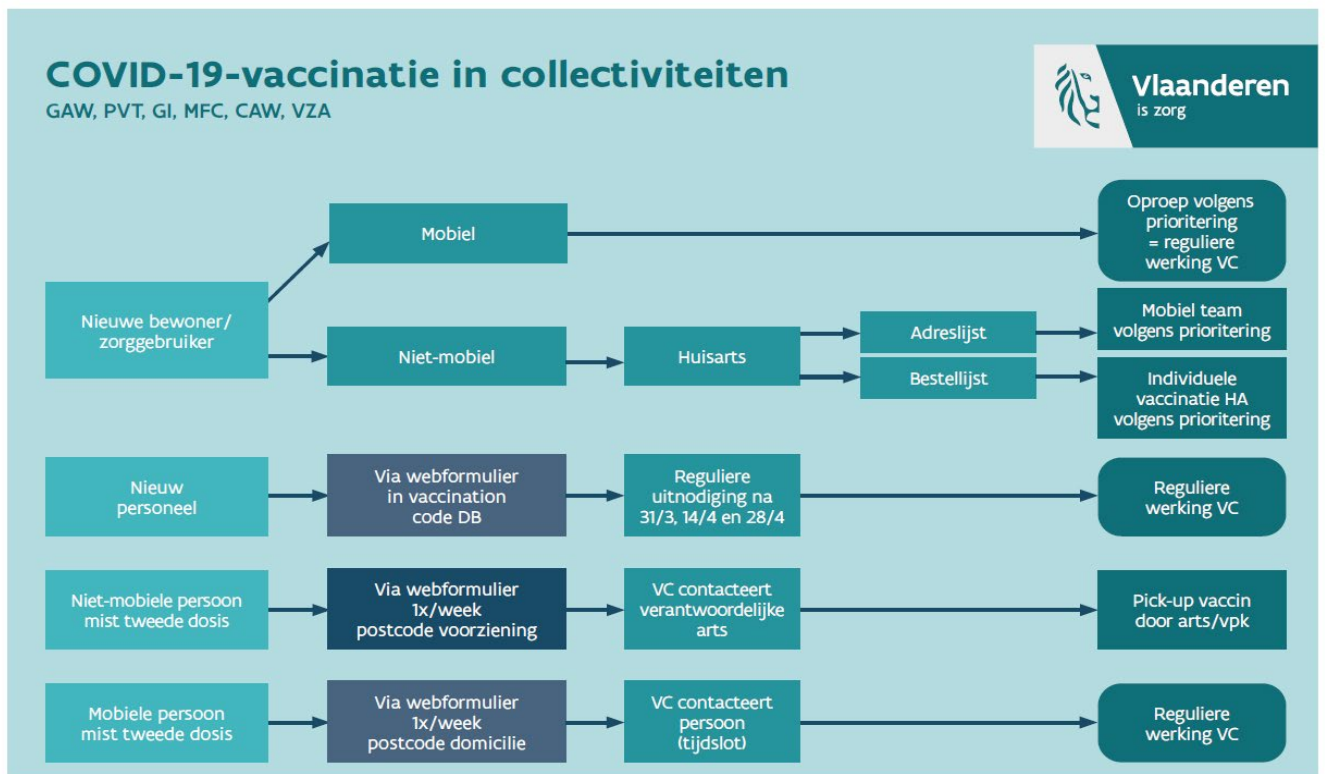 COVID-19-vaccinatie in collectiviteiten
GAW, PVT, GI, MFC, CAW, VZA
Vlaanderen
is zorg
Nieuwe bewoner/
zorggebruiker
Mobiel
Oproep volgens
prioritering
= reguliere
werking VC
Niet-mobiel
Huisarts
Adreslijst
Mobiel team
volgens prioritering
Bestellijst
Individuele
vaccinatie HA
volgens prioritering
Nieuw
personeel
Via webformulier
in vaccination
code DB
Reguliere
uitnodiging na
31/3, 14/4 en 28/4
Reguliere
werking VC
Niet-mobiele persoon
mist tweede dosis
Via webformulier
1x/week
postcode voorziening
VC contacteert
verantwoordelijke
arts
Pick-up vaccin
door arts/vpk
Mobiele persoon
mist tweede dosis
Via webformulier
1x/week
postcode domicilie
VC contacteert
persoon
(tijdslot)
Reguliere
werking VC